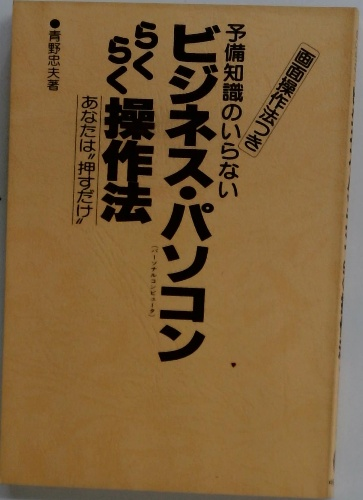 画面操作法つき
予備知識のいらない
ビジネス・パソコン
[パーソナルコンピュータ]
らくらく操作法
あなたは〝押すだけ〟
●青野忠夫著